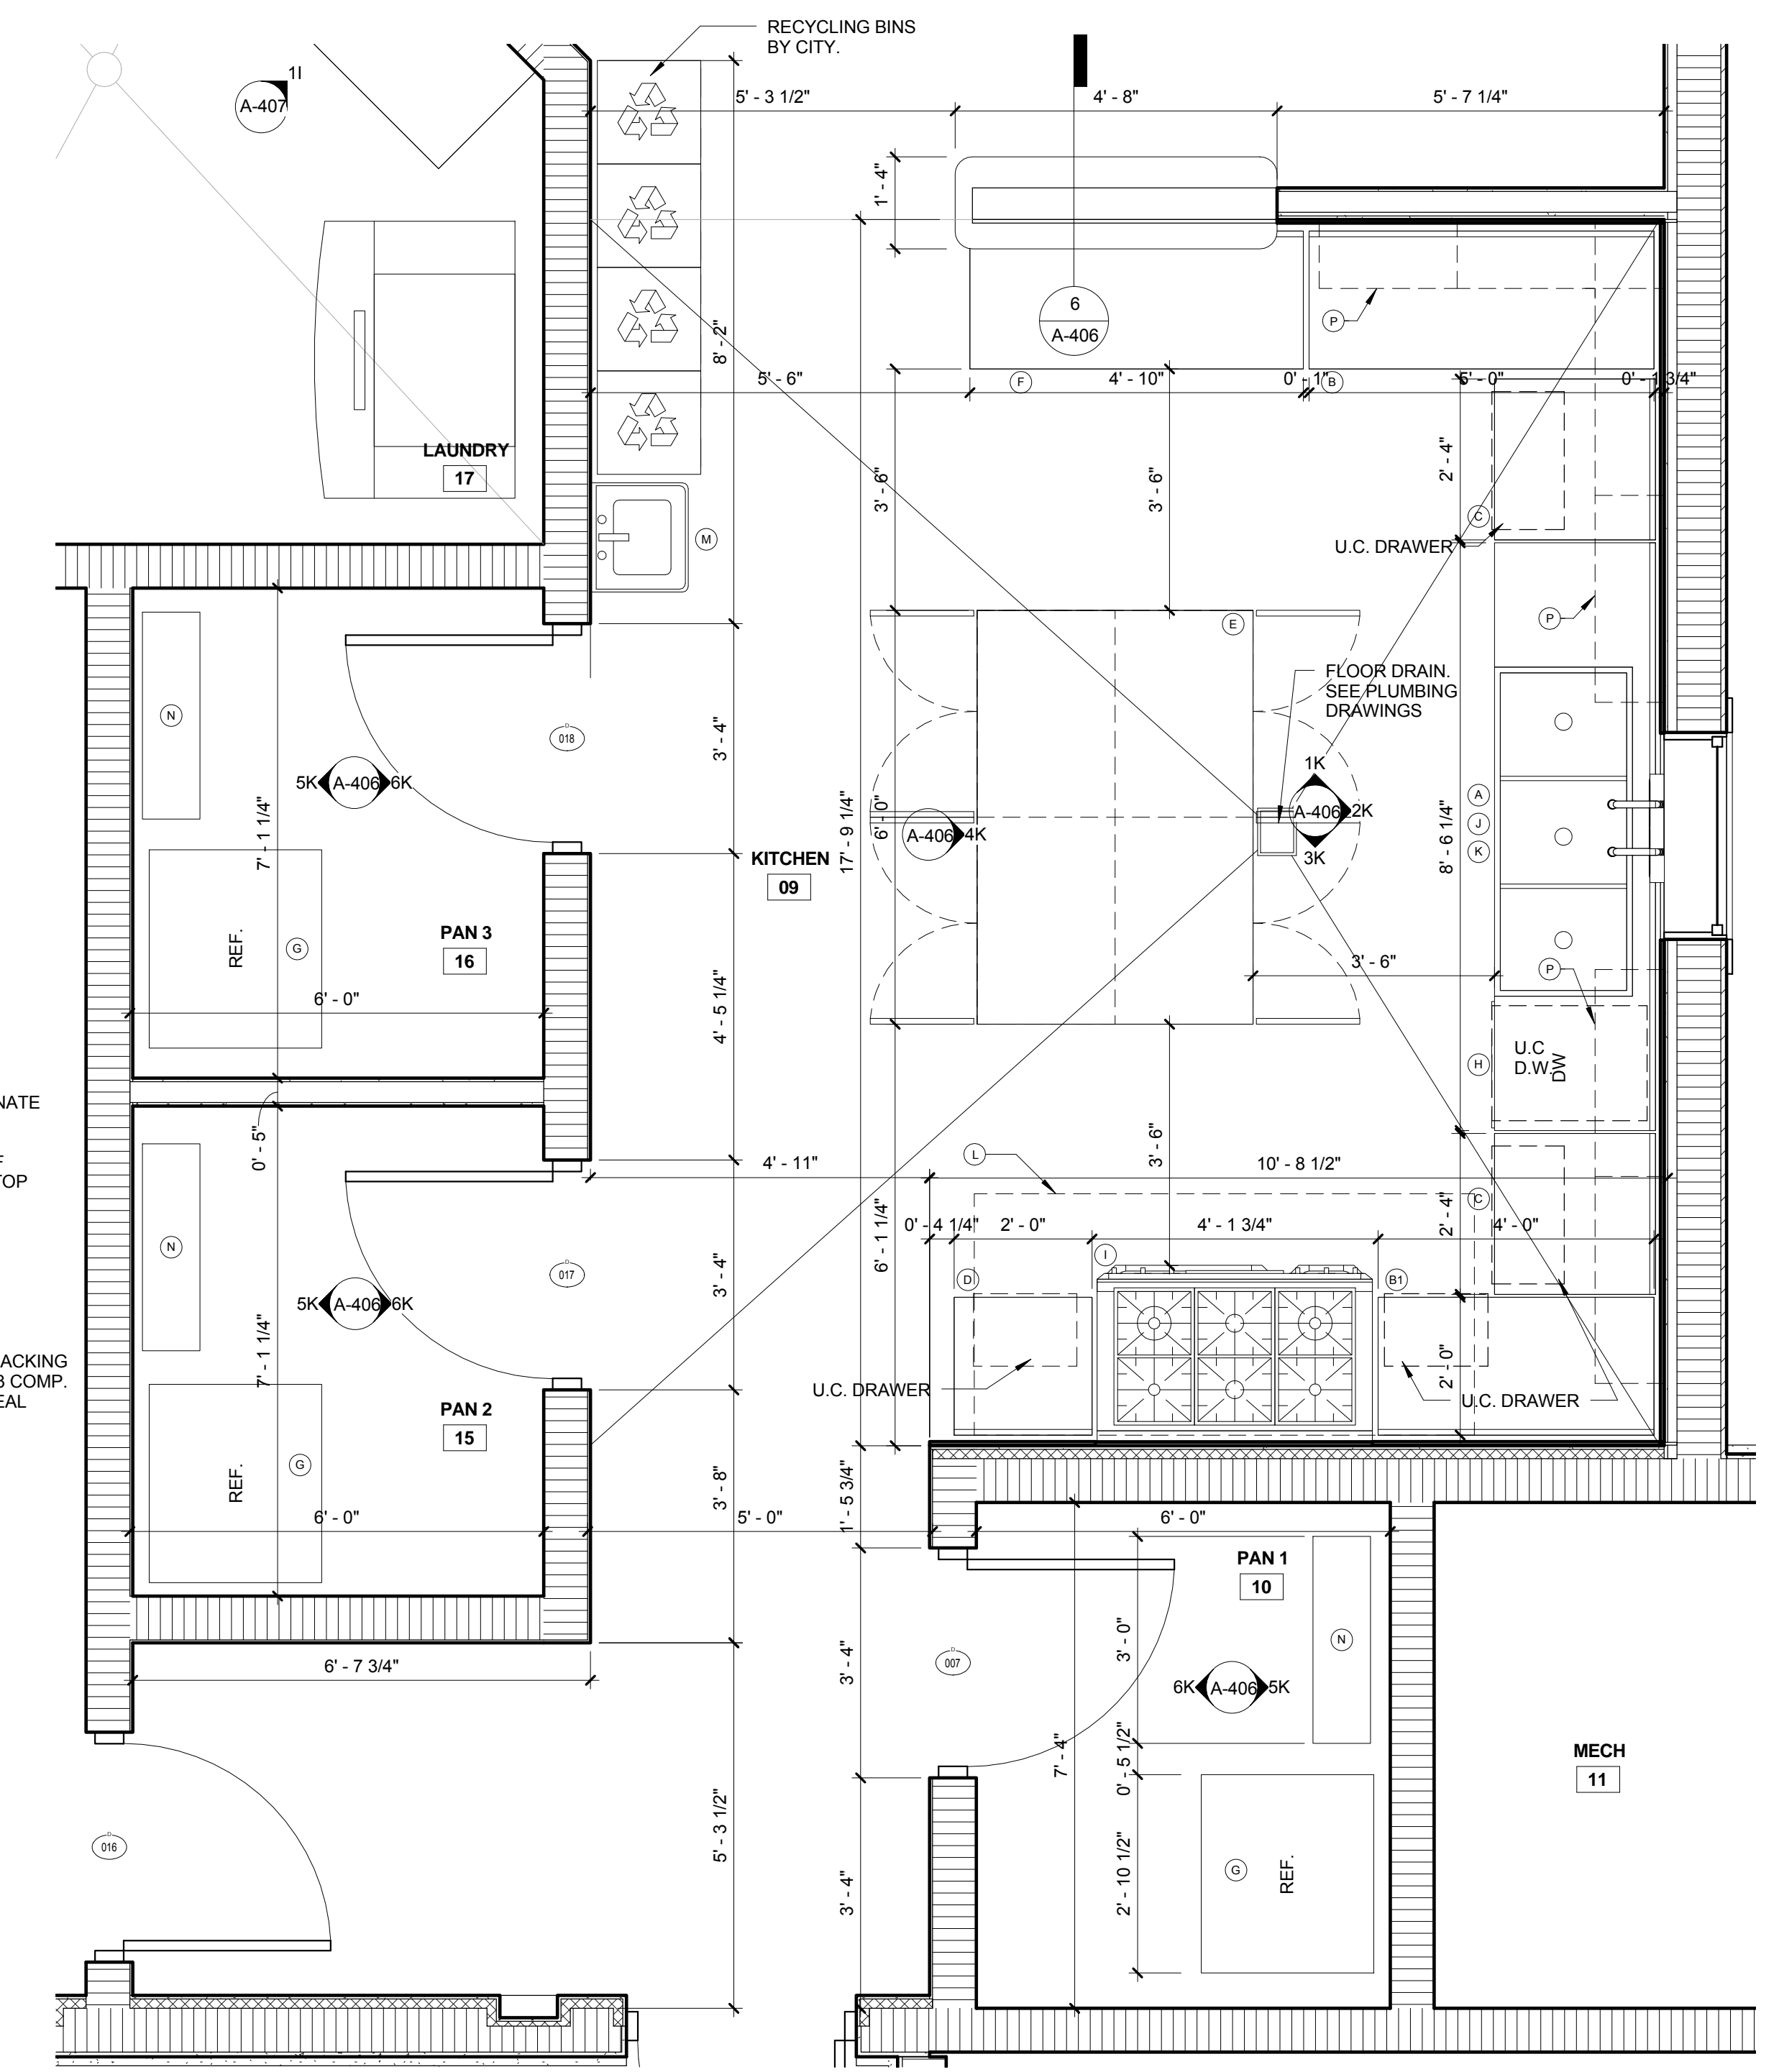 RECYCLING BINS
BY CITY.
1I
A-407
5' - 3 1/2"
4' - 8"
5' - 7 1/4"
1' - 4"
6
A-406
P
8' - 2"
5' - 6"
F
4' - 10"
0' - 1"
B
5' - 0"
0' - 1 3/4"
LAUNDRY
17
3' - 6"
3' - 6"
2' - 4"
C
U.C. DRAWER
M
P
E
FLOOR DRAIN.
SEE PLUMBING
DRAWINGS
N
D
018
3' - 4"
5K
A-406
6K
7' - 1 1/4"
1K
A-406
2K
3K
A-406
4K
6' - 0"
17' - 9 1/4"
8' - 6 1/4"
A
J
K
KITCHEN
09
PAN 3
16
REF.
G
6' - 0"
4' - 5 1/4"
3' - 6"
P
H
U.C
D.W.
DW
NATE
0' - 5"
TOP
4' - 11"
L
3' - 6"
10' - 8 1/2"
6' - 1 1/4"
0' - 4 1/4"
2' - 0"
4' - 1 3/4"
2' - 4"
C
4' - 0"
N
D
017
3' - 4"
5K
A-406
6K
7' - 1 1/4"
D
I
B1
U.C. DRAWER
2' - 0"
U.C. DRAWER
ACKING
3 COMP.
EAL
PAN 2
15
REF.
G
6' - 0"
3' - 8"
5' - 0"
1' - 5 3/4"
6' - 0"
PAN 1
10
N
3' - 0"
6' - 7 3/4"
D
007
3' - 4"
6K
A-406
5K
7' - 4"
0' - 5 1/2"
MECH
11
D
016
5' - 3 1/2"
3' - 4"
2' - 10 1/2"
G
REF.